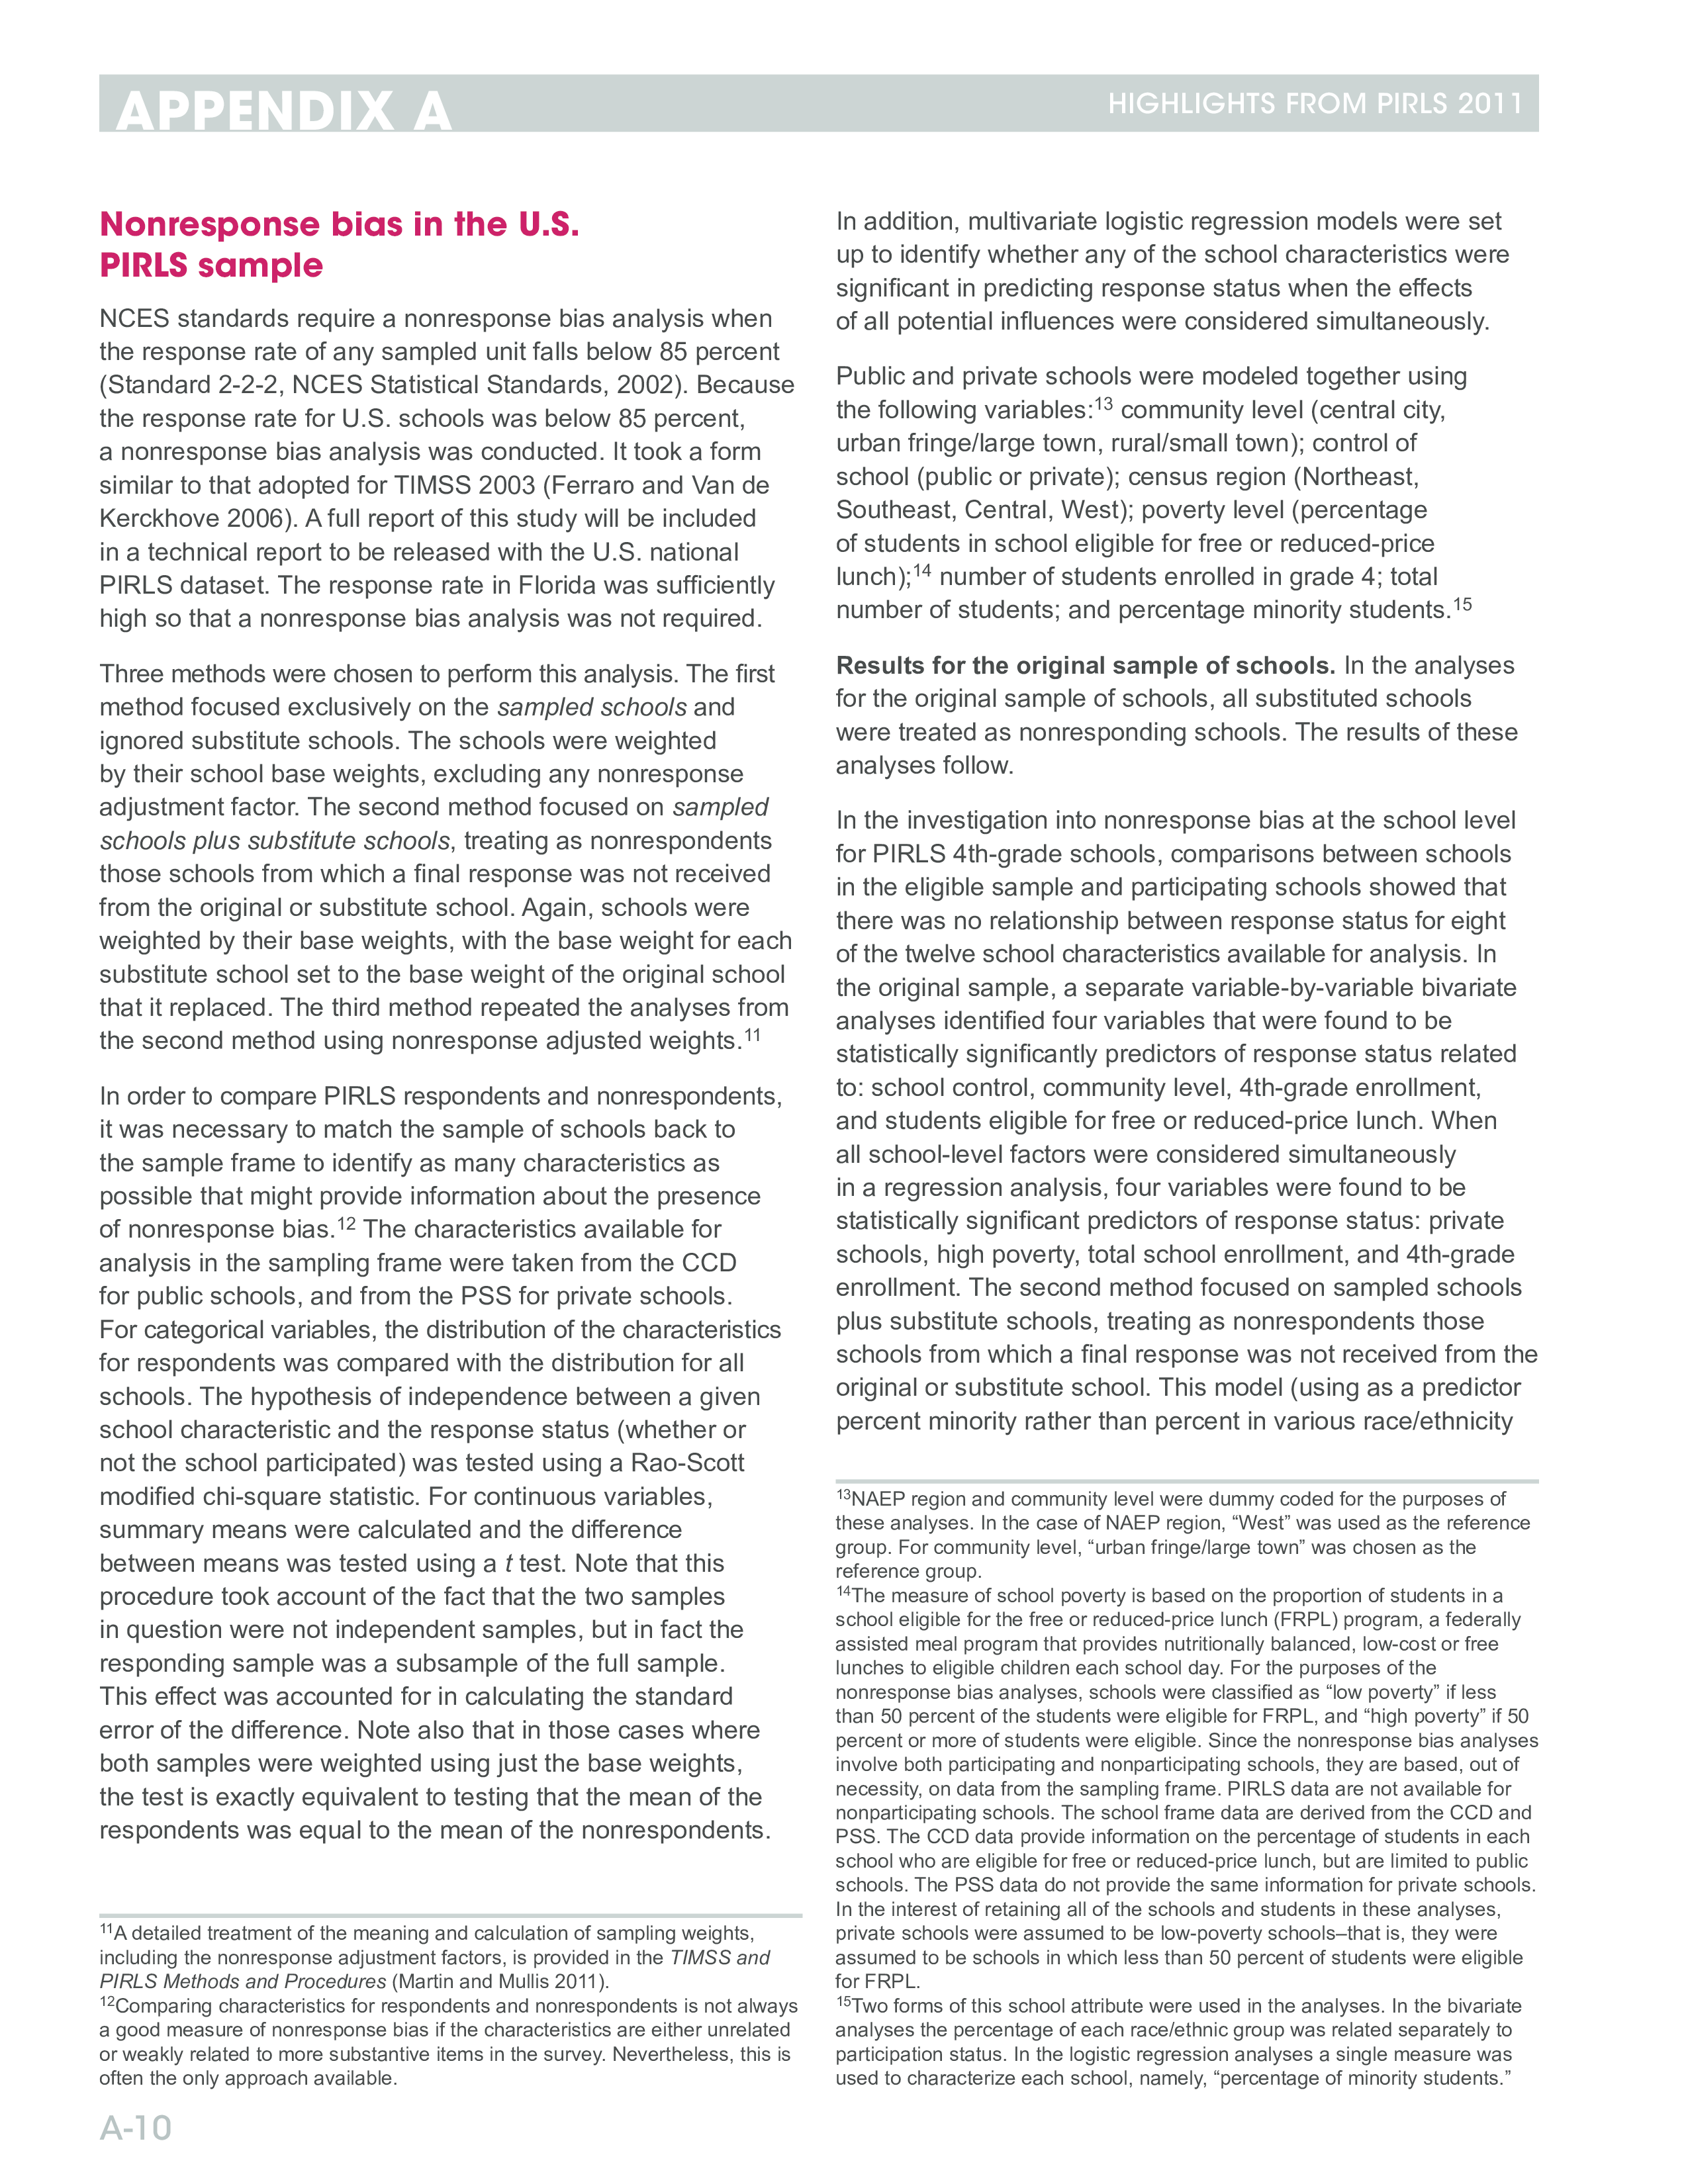 APPENDIX A
HIGHLIGHTS FROM PIRLS 2011
Nonresponse bias in the U.S.
PIRLS sample
NCES standards require a nonresponse bias analysis when
the response rate of any sampled unit falls below 85 percent
(Standard 2-2-2, NCES Statistical Standards, 2002). Because
the response rate for U.S. schools was below 85 percent,
a nonresponse bias analysis was conducted. It took a form
similar to that adopted for TIMSS 2003 (Ferraro and Van de
Kerckhove 2006). A full report of this study will be included
in a technical report to be released with the U.S. national
PIRLS dataset. The response rate in Florida was sufficiently
high so that a nonresponse bias analysis was not required.
Three methods were chosen to perform this analysis. The first
method focused exclusively on the sampled schools and
ignored substitute schools. The schools were weighted
by their school base weights, excluding any nonresponse
adjustment factor. The second method focused on sampled
schools plus substitute schools, treating as nonrespondents
those schools from which a final response was not received
from the original or substitute school. Again, schools were
weighted by their base weights, with the base weight for each
substitute school set to the base weight of the original school
that it replaced. The third method repeated the analyses from
the second method using nonresponse adjusted weights.11
In order to compare PIRLS respondents and nonrespondents,
it was necessary to match the sample of schools back to
the sample frame to identify as many characteristics as
possible that might provide information about the presence
of nonresponse bias.12 The characteristics available for
analysis in the sampling frame were taken from the CCD
for public schools, and from the PSS for private schools.
For categorical variables, the distribution of the characteristics
for respondents was compared with the distribution for all
schools. The hypothesis of independence between a given
school characteristic and the response status (whether or
not the school participated) was tested using a Rao-Scott
modified chi-square statistic. For continuous variables,
summary means were calculated and the difference
between means was tested using a t test. Note that this
procedure took account of the fact that the two samples
in question were not independent samples, but in fact the
responding sample was a subsample of the full sample.
This effect was accounted for in calculating the standard
error of the difference. Note also that in those cases where
both samples were weighted using just the base weights,
the test is exactly equivalent to testing that the mean of the
respondents was equal to the mean of the nonrespondents.
11A detailed treatment of the meaning and calculation of sampling weights,
including the nonresponse adjustment factors, is provided in the TIMSS and
PIRLS Methods and Procedures (Martin and Mullis 2011).
12Comparing characteristics for respondents and nonrespondents is not always
a good measure of nonresponse bias if the characteristics are either unrelated
or weakly related to more substantive items in the survey. Nevertheless, this is
often the only approach available.
In addition, multivariate logistic regression models were set
up to identify whether any of the school characteristics were
significant in predicting response status when the effects
of all potential influences were considered simultaneously.
Public and private schools were modeled together using
the following variables:13 community level (central city,
urban fringe/large town, rural/small town); control of
school (public or private); census region (Northeast,
Southeast, Central, West); poverty level (percentage
of students in school eligible for free or reduced-price
lunch);14 number of students enrolled in grade 4; total
number of students; and percentage minority students.15
Results for the original sample of schools. In the analyses
for the original sample of schools, all substituted schools
were treated as nonresponding schools. The results of these
analyses follow.
In the investigation into nonresponse bias at the school level
for PIRLS 4th-grade schools, comparisons between schools
in the eligible sample and participating schools showed that
there was no relationship between response status for eight
of the twelve school characteristics available for analysis. In
the original sample, a separate variable-by-variable bivariate
analyses identified four variables that were found to be
statistically significantly predictors of response status related
to: school control, community level, 4th-grade enrollment,
and students eligible for free or reduced-price lunch. When
all school-level factors were considered simultaneously
in a regression analysis, four variables were found to be
statistically significant predictors of response status: private
schools, high poverty, total school enrollment, and 4th-grade
enrollment. The second method focused on sampled schools
plus substitute schools, treating as nonrespondents those
schools from which a final response was not received from the
original or substitute school. This model (using as a predictor
percent minority rather than percent in various race/ethnicity
13NAEP region and community level were dummy coded for the purposes of
these analyses. In the case of NAEP region, “West” was used as the reference
group. For community level, “urban fringe/large town” was chosen as the
reference group.
14The measure of school poverty is based on the proportion of students in a
school eligible for the free or reduced-price lunch (FRPL) program, a federally
assisted meal program that provides nutritionally balanced, low-cost or free
lunches to eligible children each school day. For the purposes of the
nonresponse bias analyses, schools were classified as “low poverty” if less
than 50 percent of the students were eligible for FRPL, and “high poverty” if 50
percent or more of students were eligible. Since the nonresponse bias analyses
involve both participating and nonparticipating schools, they are based, out of
necessity, on data from the sampling frame. PIRLS data are not available for
nonparticipating schools. The school frame data are derived from the CCD and
PSS. The CCD data provide information on the percentage of students in each
school who are eligible for free or reduced-price lunch, but are limited to public
schools. The PSS data do not provide the same information for private schools.
In the interest of retaining all of the schools and students in these analyses,
private schools were assumed to be low-poverty schools–that is, they were
assumed to be schools in which less than 50 percent of students were eligible
for FRPL.
15Two forms of this school attribute were used in the analyses. In the bivariate
analyses the percentage of each race/ethnic group was related separately to
participation status. In the logistic regression analyses a single measure was
used to characterize each school, namely, “percentage of minority students.”
A-10